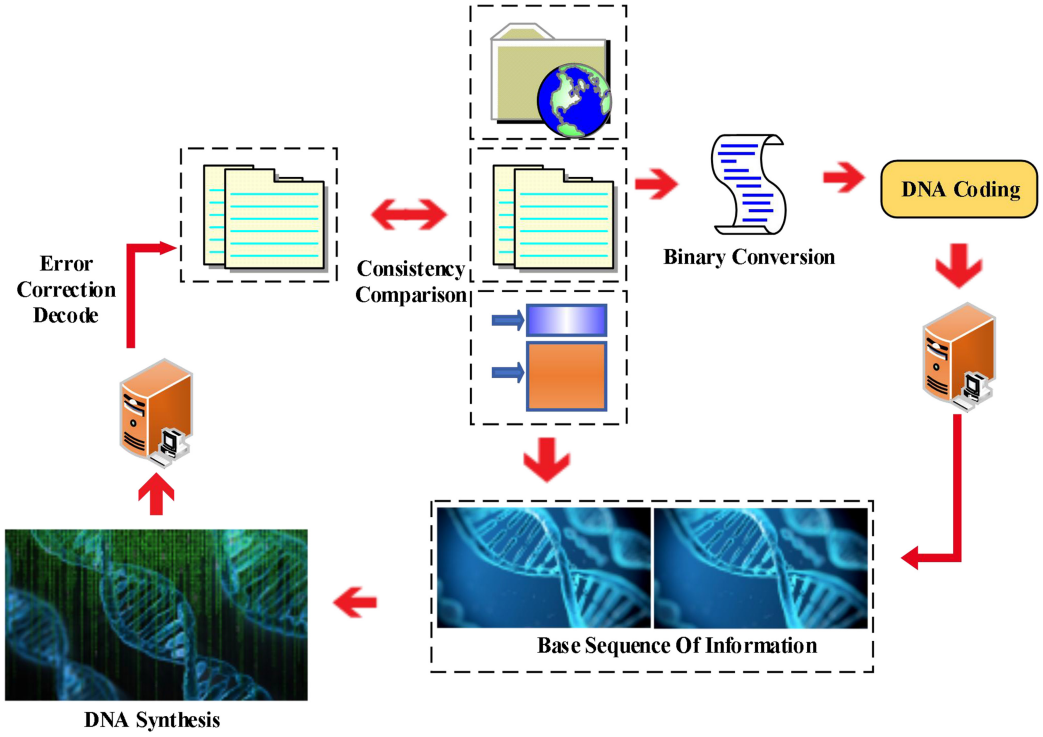 DNA Coding
Binary Conversion
Consistency
Comparison
Error
Correction
Decode
Base Sequence Of Information
DNA Synthesis